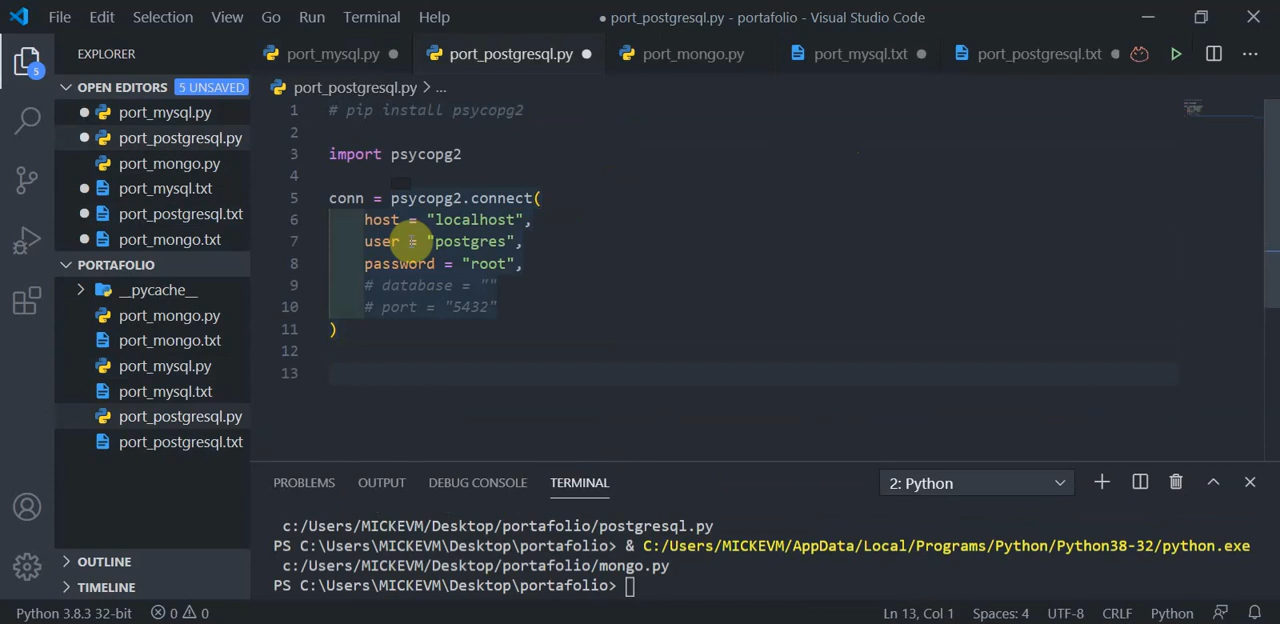 File Edit Selection View Go Run Terminal Help
● port_postgresql.py - portafolio - Visual Studio Code
EXPLORER
port_mysql.py
port_postgresql.py
port_mongo.py
port_mysql.txt
port_postgresql.txt
5
OPEN EDITORS 5 UNSAVED
port_mysql.py
port_postgresql.py
port_mongo.py
port_mysql.txt
port_postgresql.txt
port_mongo.txt
PORTAFOLIO
__pycache__
port_mongo.py
port_mongo.txt
port_mysql.py
port_mysql.txt
port_postgresql.py
port_postgresql.txt
OUTLINE
TIMELINE
port_postgresql.py > ...
1 # pip install psycopg2
2
3 import psycopg2
4
5 conn = psycopg2.connect(
6 host = "localhost",
7 user = "postgres",
8 password = "root",
9 # database = ""
10 # port = "5432"
11 )
12
13
PROBLEMS OUTPUT DEBUG CONSOLE TERMINAL
2: Python
c:/Users/MICKEVM/Desktop/portafolio/postgresql.py
PS C:\Users\MICKEVM\Desktop\portafolio> & C:/Users/MICKEVM/AppData/Local/Programs/Python/Python38-32/python.exe
c:/Users/MICKEVM/Desktop/portafolio/mongo.py
PS C:\Users\MICKEVM\Desktop\portafolio>
Python 3.8.3 32-bit 0 0
Ln 13, Col 1 Spaces: 4 UTF-8 CRLF Python